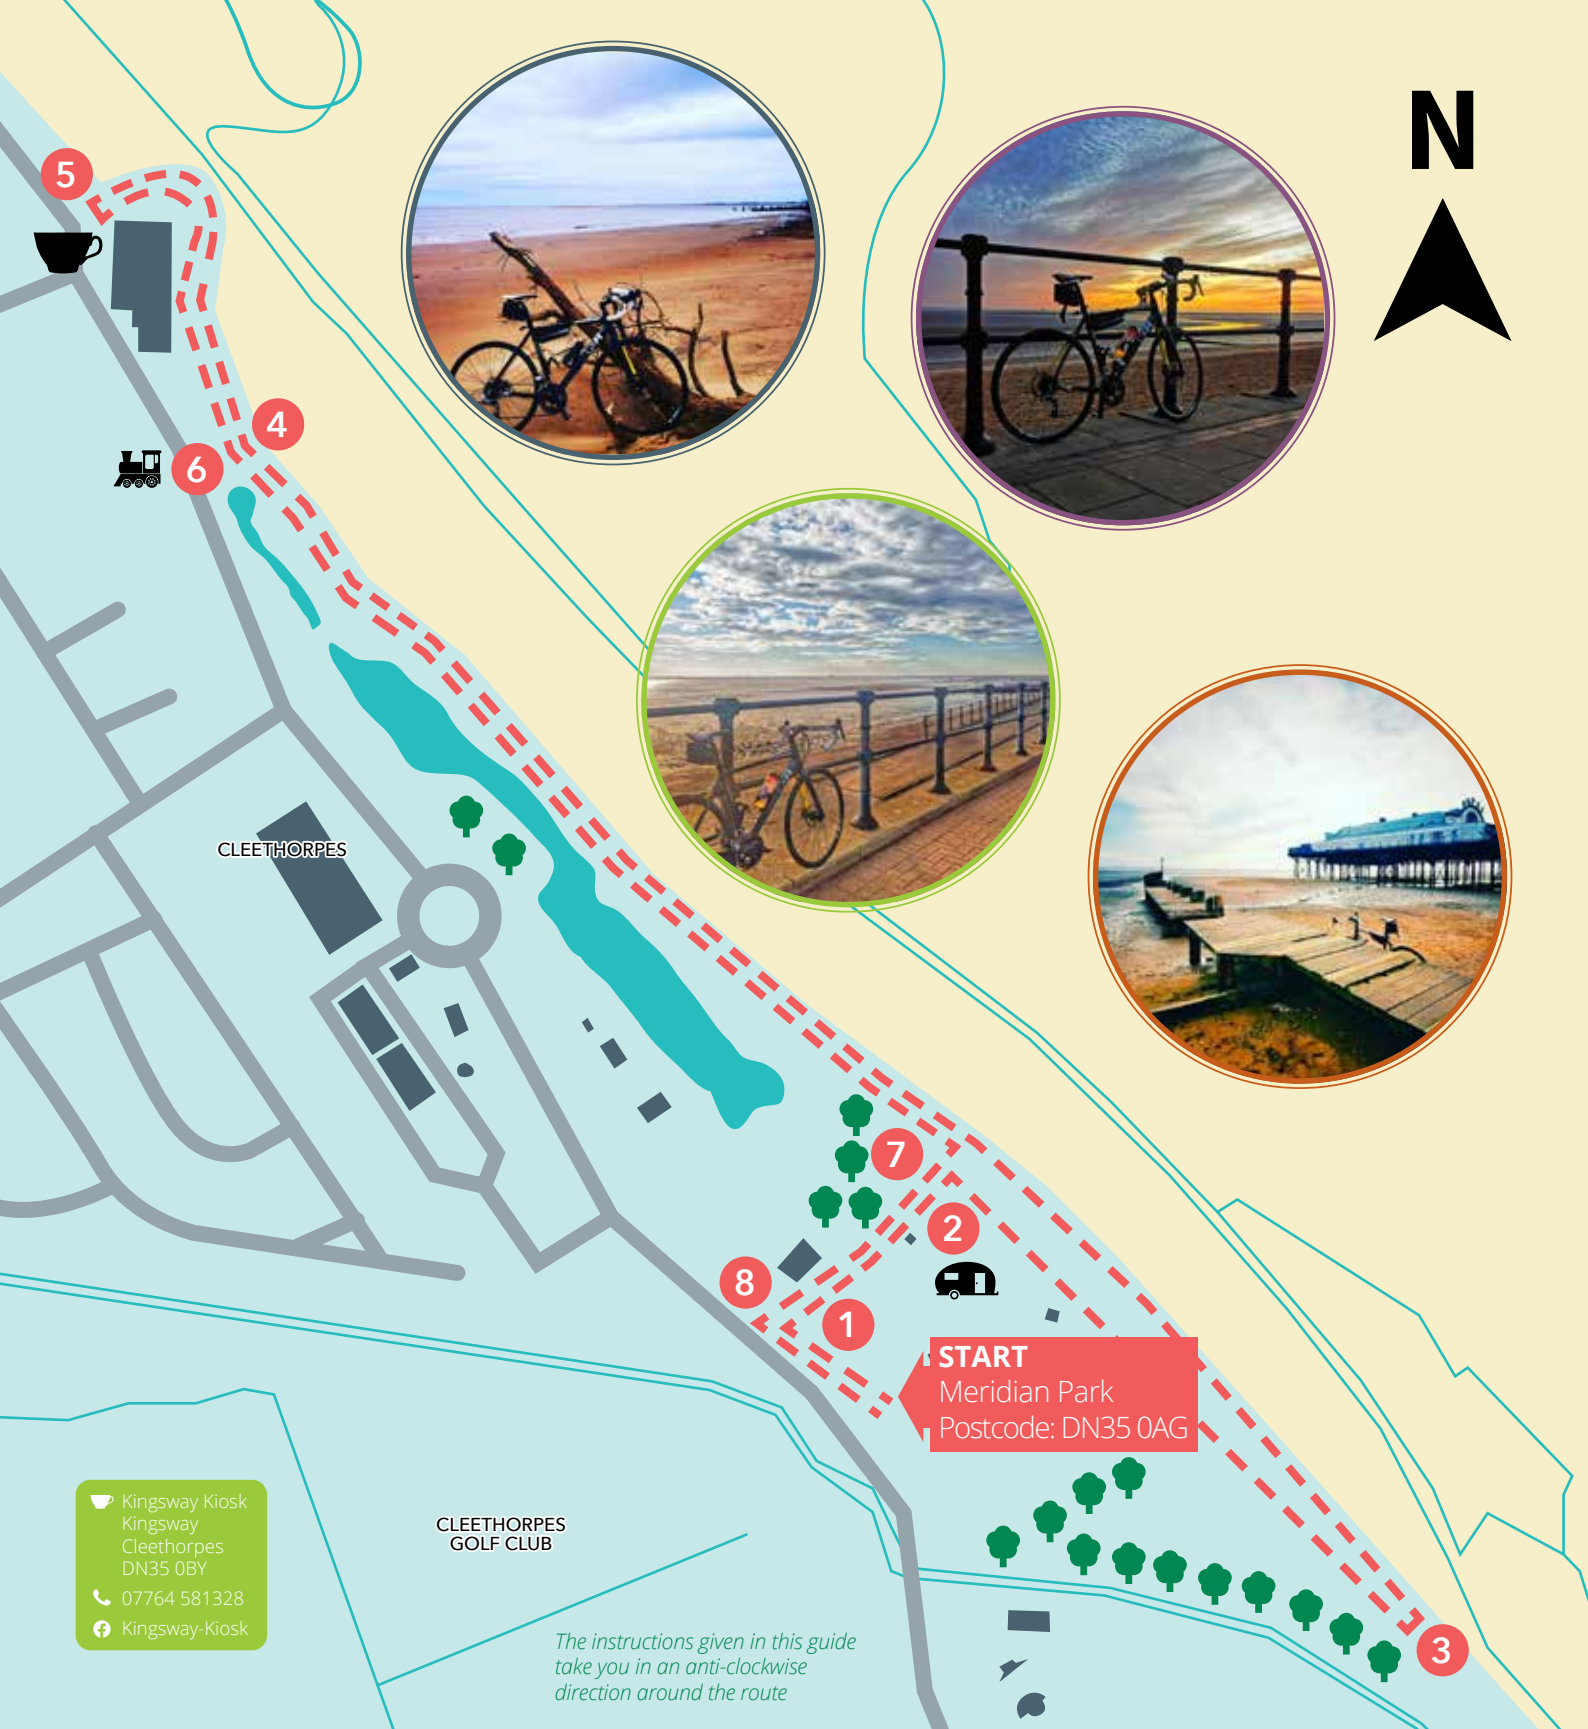 N
5
4
6
CLEETHORPES
7
2
8
1
START
Meridian Park
Postcode: DN35 0AG
3
Kingsway Kiosk
Kingsway
Cleethorpes
DN35 0BY
07764 581328
Kingsway-Kiosk
CLEETHORPES
GOLF CLUB
The instructions given in this guide
take you in an anti-clockwise
direction around the route